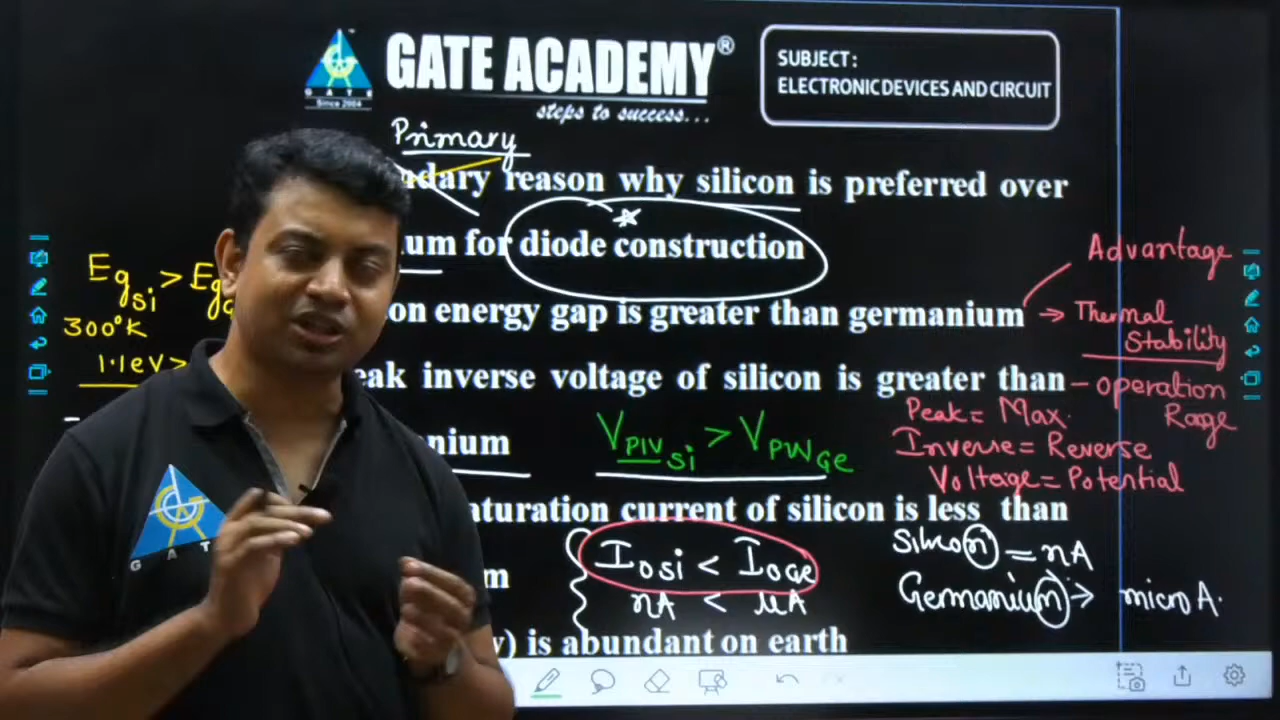 GATE ACADEMY®
steps to success...
GATE
Since 2004
SUBJECT :
ELECTRONIC DEVICES AND CIRCUIT
Primary
ndary reason why silicon is preferred over
um for diode construction
on energy gap is greater than germanium
eak inverse voltage of silicon is greater than
nium
aturation current of silicon is less than
m
y) is abundant on earth
Eg si > Eg
300°K
1.1eV >
Advantage
→ Thermal
Stability
- operation
Range
Peak = Max.
Inverse = Reverse
Voltage = Potential
VPIV si > VPIV Ge
Io si < Io Ge
nA < μA
Silicon = nA
Germanium → micro A.
GAT